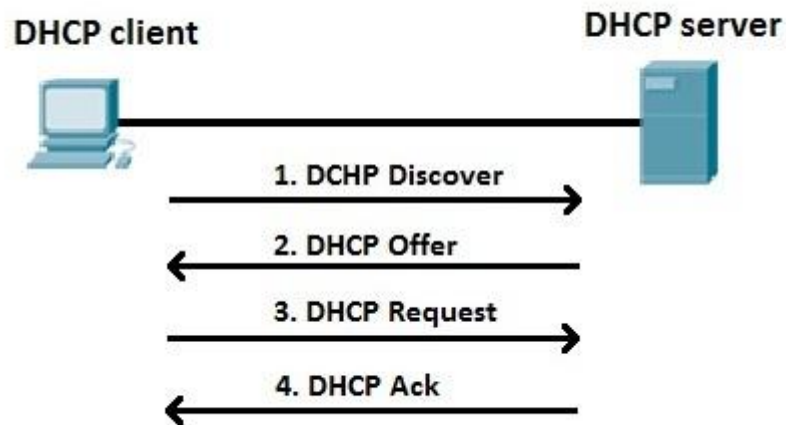 DHCP client
DHCP server
1. DCHP Discover
2. DHCP Offer
3. DHCP Request
4. DHCP Ack